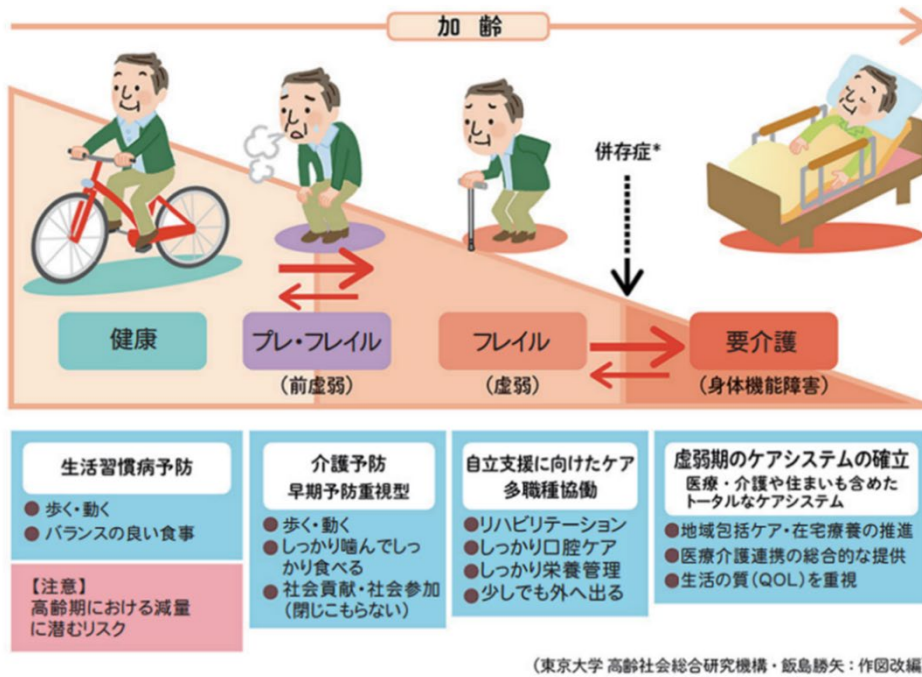 加齢
併存症*
健康
プレ・フレイル
(前虚弱)
フレイル
(虚弱)
要介護
(身体機能障害)
生活習慣病予防
●歩く・動く
●バランスの良い食事
【注意】
高齢期における減量
に潜むリスク
介護予防
早期予防重視型
●歩く・動く
●しっかり噛んでしっ
かり食べる
●社会貢献・社会参加
(閉じこもらない)
自立支援に向けたケア
多職種協働
●リハビリテーション
●しっかり口腔ケア
●しっかり栄養管理
●少しでも外へ出る
虚弱期のケアシステムの確立
医療・介護や住まいも含めた
トータルなケアシステム
●地域包括ケア・在宅療養の推進
●医療介護連携の総合的な提供
●生活の質(QOL)を重視
(東京大学 高齢社会総合研究機構・飯島勝矢:作図改編